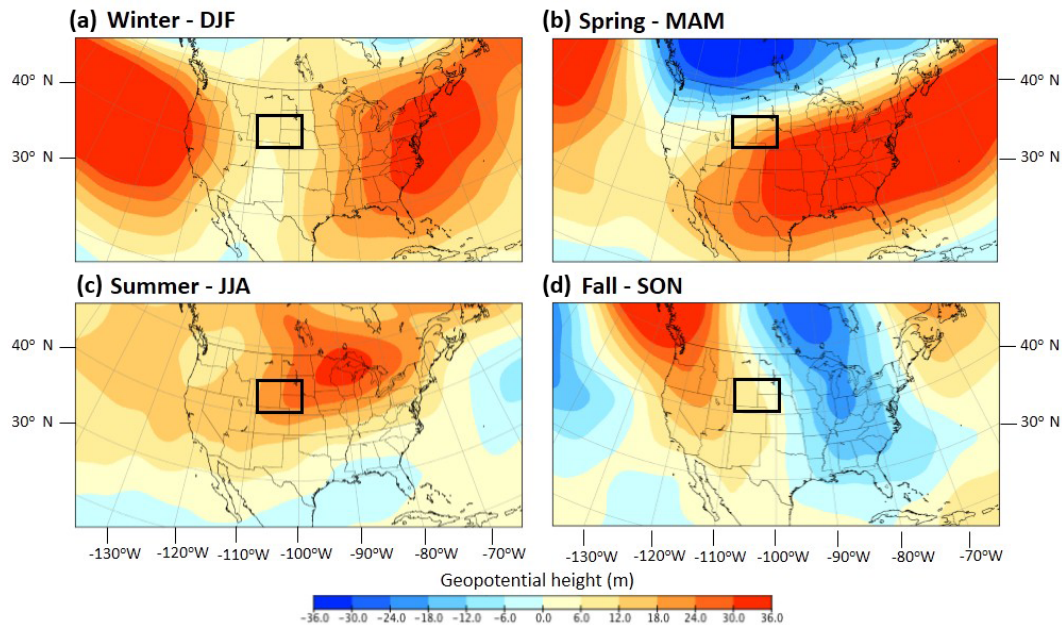 (a) Winter - DJF
(b) Spring - MAM
40° N
30° N
40° N
30° N
(c) Summer - JJA
(d) Fall - SON
40° N
30° N
40° N
30° N
-130°W -120°W -110°W -100°W -90°W -80°W -70°W
-130°W -120°W -110°W -100°W -90°W -80°W -70°W
Geopotential height (m)
−36.0 −30.0 −24.0 −18.0 −12.0 −6.0 0.0 6.0 12.0 18.0 24.0 30.0 36.0